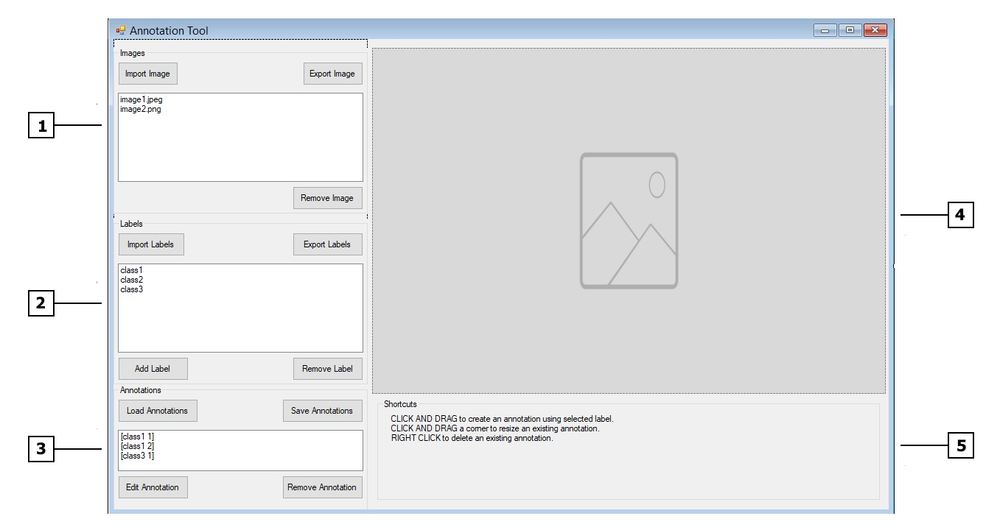 Annotation Tool
Images
Import Image Export Image
image1.jpeg
image2.png
1
Remove Image
Labels
Import Labels Export Labels
class1
class2
class3
2
Add Label Remove Label
Annotations
Load Annotations Save Annotations
[class1 1]
[class1 2]
[class3 1]
3
Edit Annotation Remove Annotation
4
Shortcuts
CLICK AND DRAG to create an annotation using selected label.
CLICK AND DRAG a corner to resize an existing annotation.
RIGHT CLICK to delete an existing annotation.
5